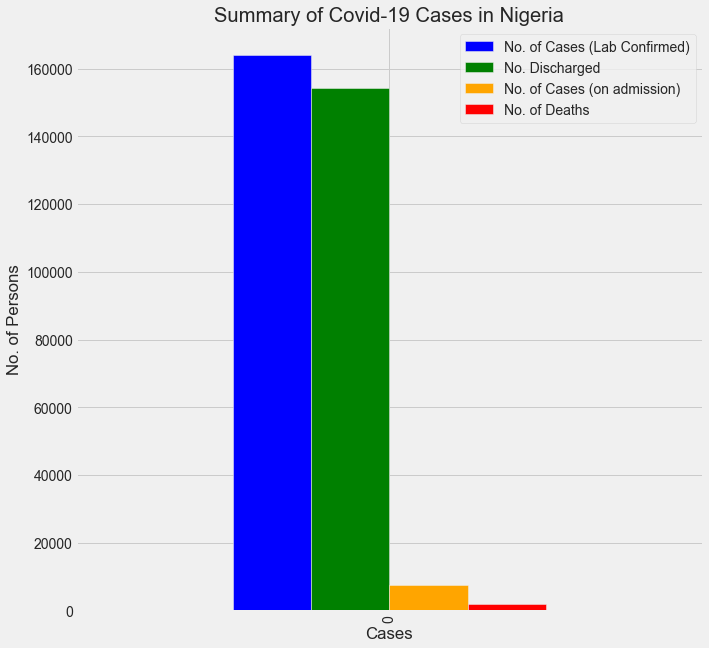 Summary of Covid-19 Cases in Nigeria
No. of Cases (Lab Confirmed)
No. Discharged
No. of Cases (on admission)
No. of Deaths
No. of Persons
160000
140000
120000
100000
80000
60000
40000
20000
0
0
Cases